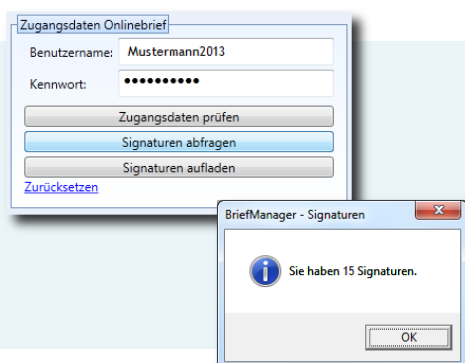 Zugangsdaten Onlinebrief
Benutzername: Mustermann2013
Kennwort: ••••••••••
Zugangsdaten prüfen
Signaturen abfragen
Signaturen aufladen
Zurücksetzen
BriefManager - Signaturen
Sie haben 15 Signaturen.
OK